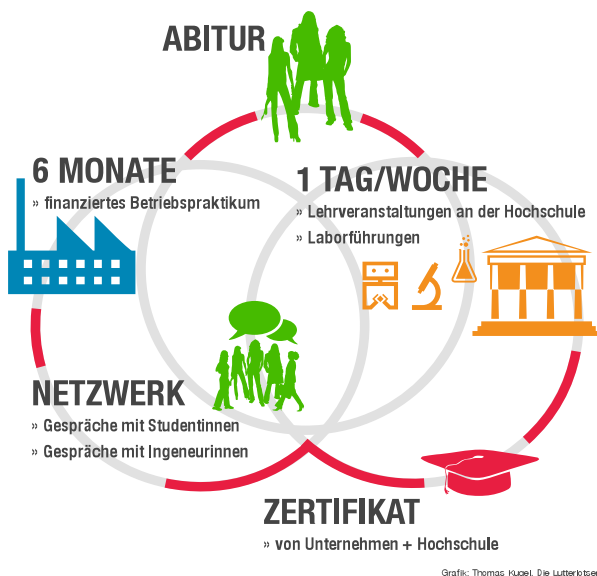 ABITUR
6 MONATE
» finanziertes Betriebspraktikum
1 TAG/WOCHE
» Lehrveranstaltungen an der Hochschule
» Laborführungen
NETZWERK
» Gespräche mit Studentinnen
» Gespräche mit Ingeneurinnen
ZERTIFIKAT
» von Unternehmen + Hochschule
Grafik: Thomas Kugel, Die Lutterlotsen